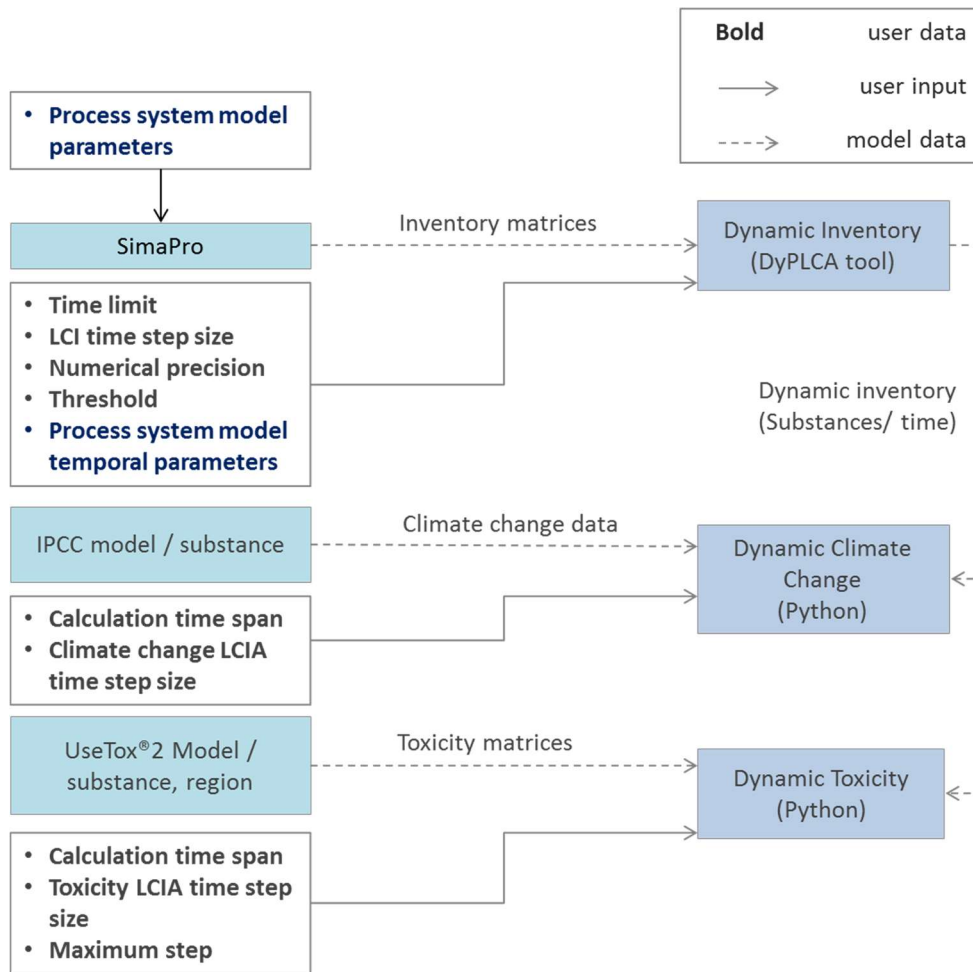 Bold user data
user input
model data
• Process system model
parameters
SimaPro
Inventory matrices
Dynamic Inventory
(DyPLCA tool)
• Time limit
• LCI time step size
• Numerical precision
• Threshold
• Process system model
temporal parameters
Dynamic inventory
(Substances/ time)
IPCC model / substance
Climate change data
Dynamic Climate
Change
(Python)
• Calculation time span
• Climate change LCIA
time step size
UseTox®2 Model /
substance, region
Toxicity matrices
Dynamic Toxicity
(Python)
• Calculation time span
• Toxicity LCIA time step
size
• Maximum step